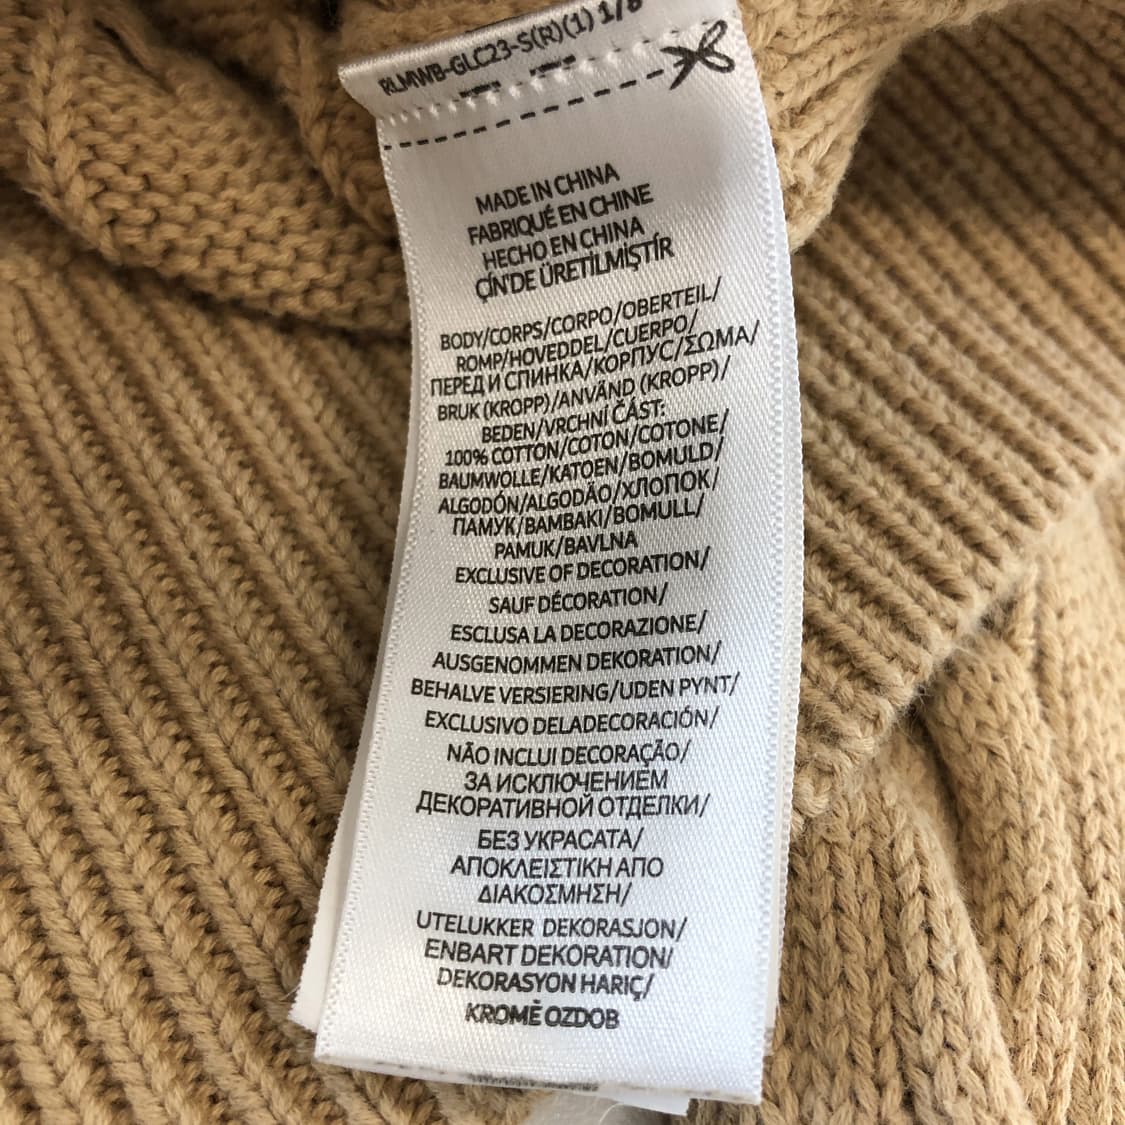 RLMWB-GLC23-S(R)(1) 1/8
MADE IN CHINA
FABRIQUÉ EN CHINE
HECHO EN CHINA
ÇİN'DE ÜRETİLMİŞTİR
BODY/CORPS/CORPO/OBERTEIL/
ROMP/HOVEDDEL/CUERPO/
ПЕРЕД И СПИНКА/КОРПУС/ΣΩΜΑ/
BRUK (KROPP)/ANVÄND (KROPP)/
BEDEN/VRCHNÍ ČÁST:
100% COTTON/COTON/COTONE/
BAUMWOLLE/KATOEN/BOMULD/
ALGODÓN/ALGODÃO/ХЛОПОК/
ПАМУК/BAMBAKI/BOMULL/
PAMUK/BAVLNA
EXCLUSIVE OF DECORATION/
SAUF DÉCORATION/
ESCLUSA LA DECORAZIONE/
AUSGENOMMEN DEKORATION/
BEHALVE VERSIERING/UDEN PYNT/
EXCLUSIVO DELADECORACIÓN/
NÃO INCLUI DECORAÇÃO/
ЗА ИСКЛЮЧЕНИЕМ
ДЕКОРАТИВНОЙ ОТДЕЛКИ/
БЕЗ УКРАСАТА/
ΑΠΟΚΛΕΙΣΤΙΚΗ ΑΠΟ
ΔΙΑΚΟΣΜΗΣΗ/
UTELUKKER DEKORASJON/
ENBART DEKORATION/
DEKORASYON HARIÇ/
KROMĚ OZDOB